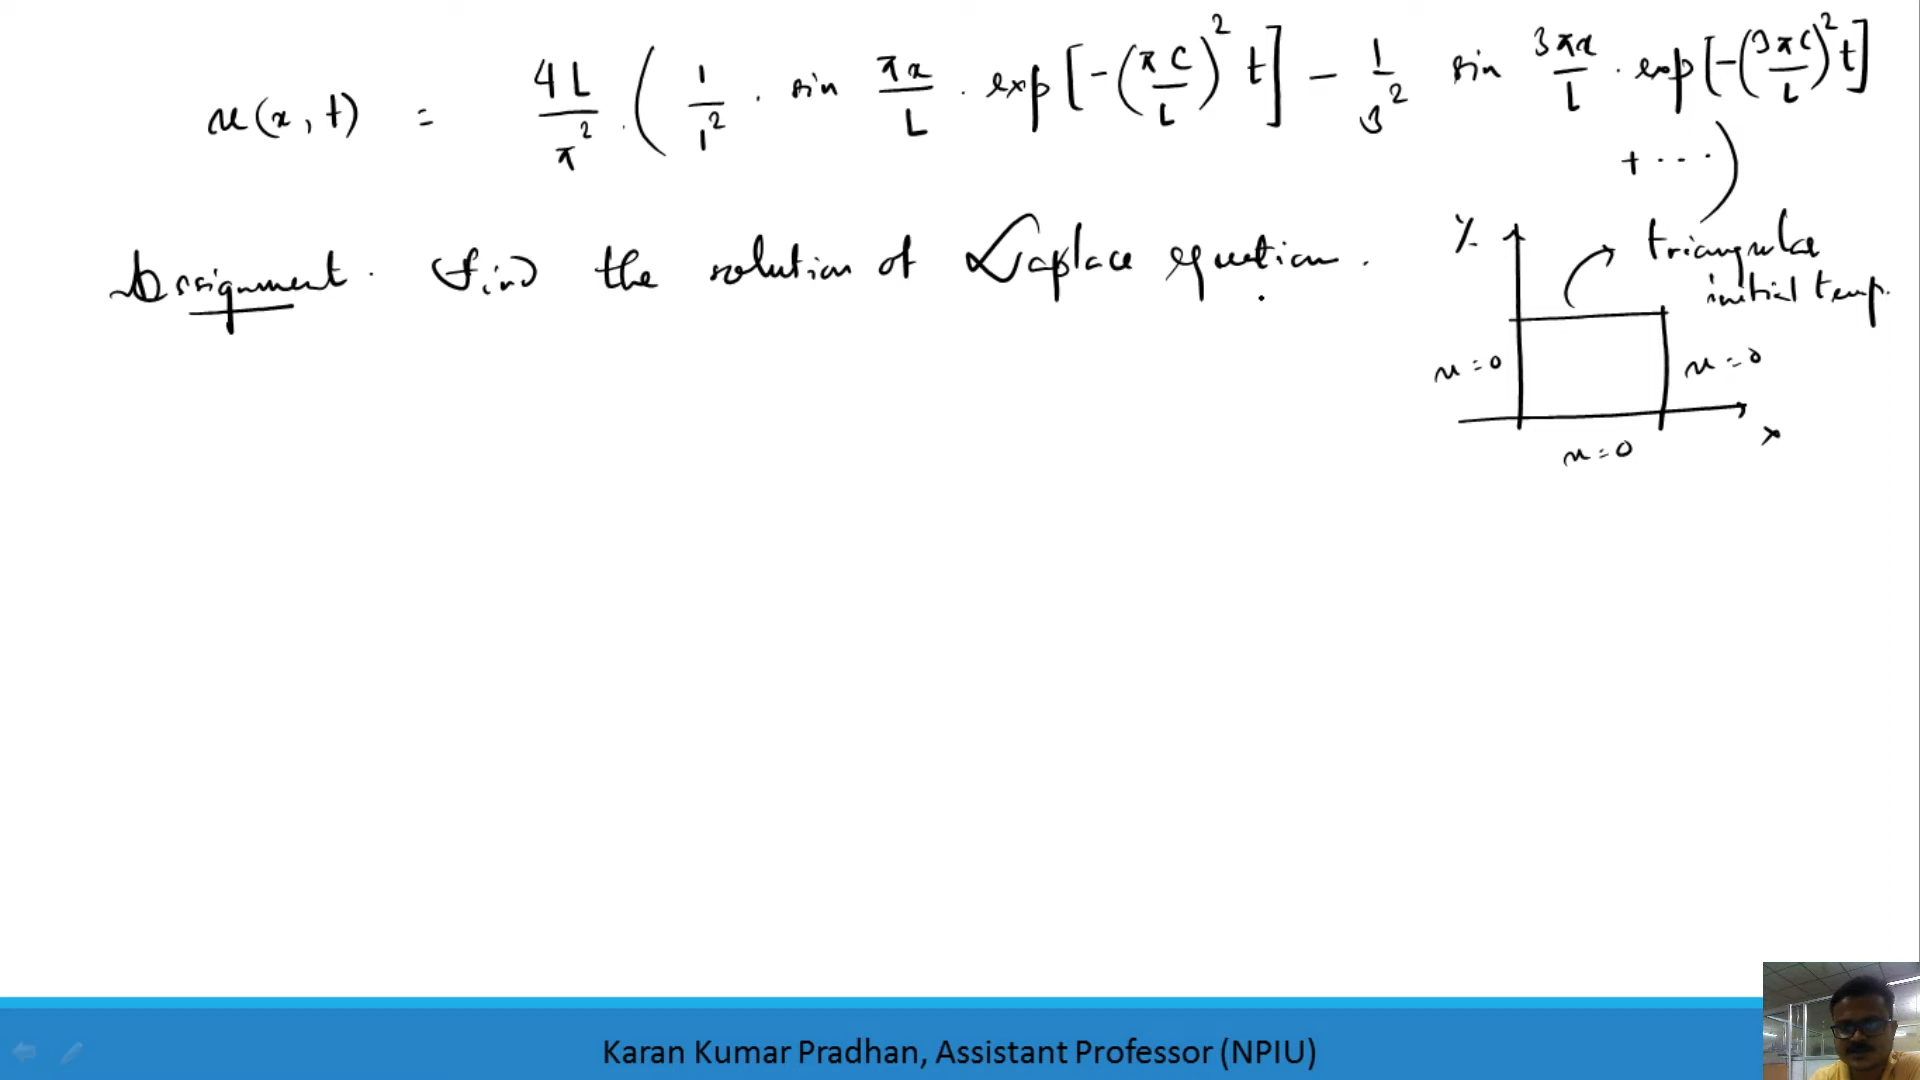 u(x, t) = 4L/π² · ( 1/1² · sin πx/L · exp[-(πc/L)² t] - 1/3² sin 3πx/L · exp[-(3πc/L)² t]
+ ··· )
Assignment. Find the solution of Laplace equation.
y
triangular
initial temp.
u=0
u=0
u=0
x
Karan Kumar Pradhan, Assistant Professor (NPIU)